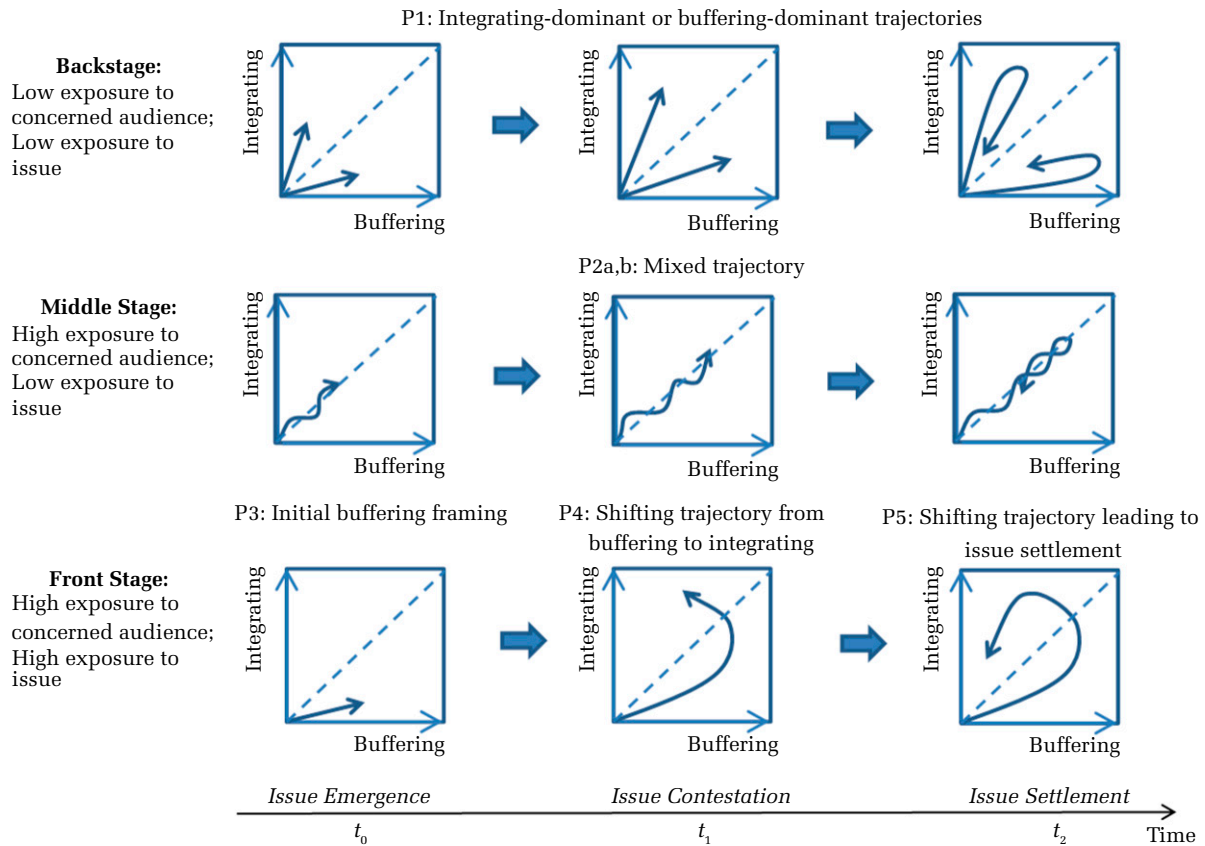 P1: Integrating-dominant or buffering-dominant trajectories
Backstage:
Low exposure to
concerned audience;
Low exposure to
issue
Integrating
Buffering
Integrating
Buffering
Integrating
Buffering
P2a,b: Mixed trajectory
Middle Stage:
High exposure to
concerned audience;
Low exposure to
issue
Integrating
Buffering
Integrating
Buffering
Integrating
Buffering
P3: Initial buffering framing
P4: Shifting trajectory from
buffering to integrating
P5: Shifting trajectory leading to
issue settlement
Front Stage:
High exposure to
concerned audience;
High exposure to
issue
Integrating
Buffering
Integrating
Buffering
Integrating
Buffering
Issue Emergence
Issue Contestation
Issue Settlement
t0
t1
t2
Time